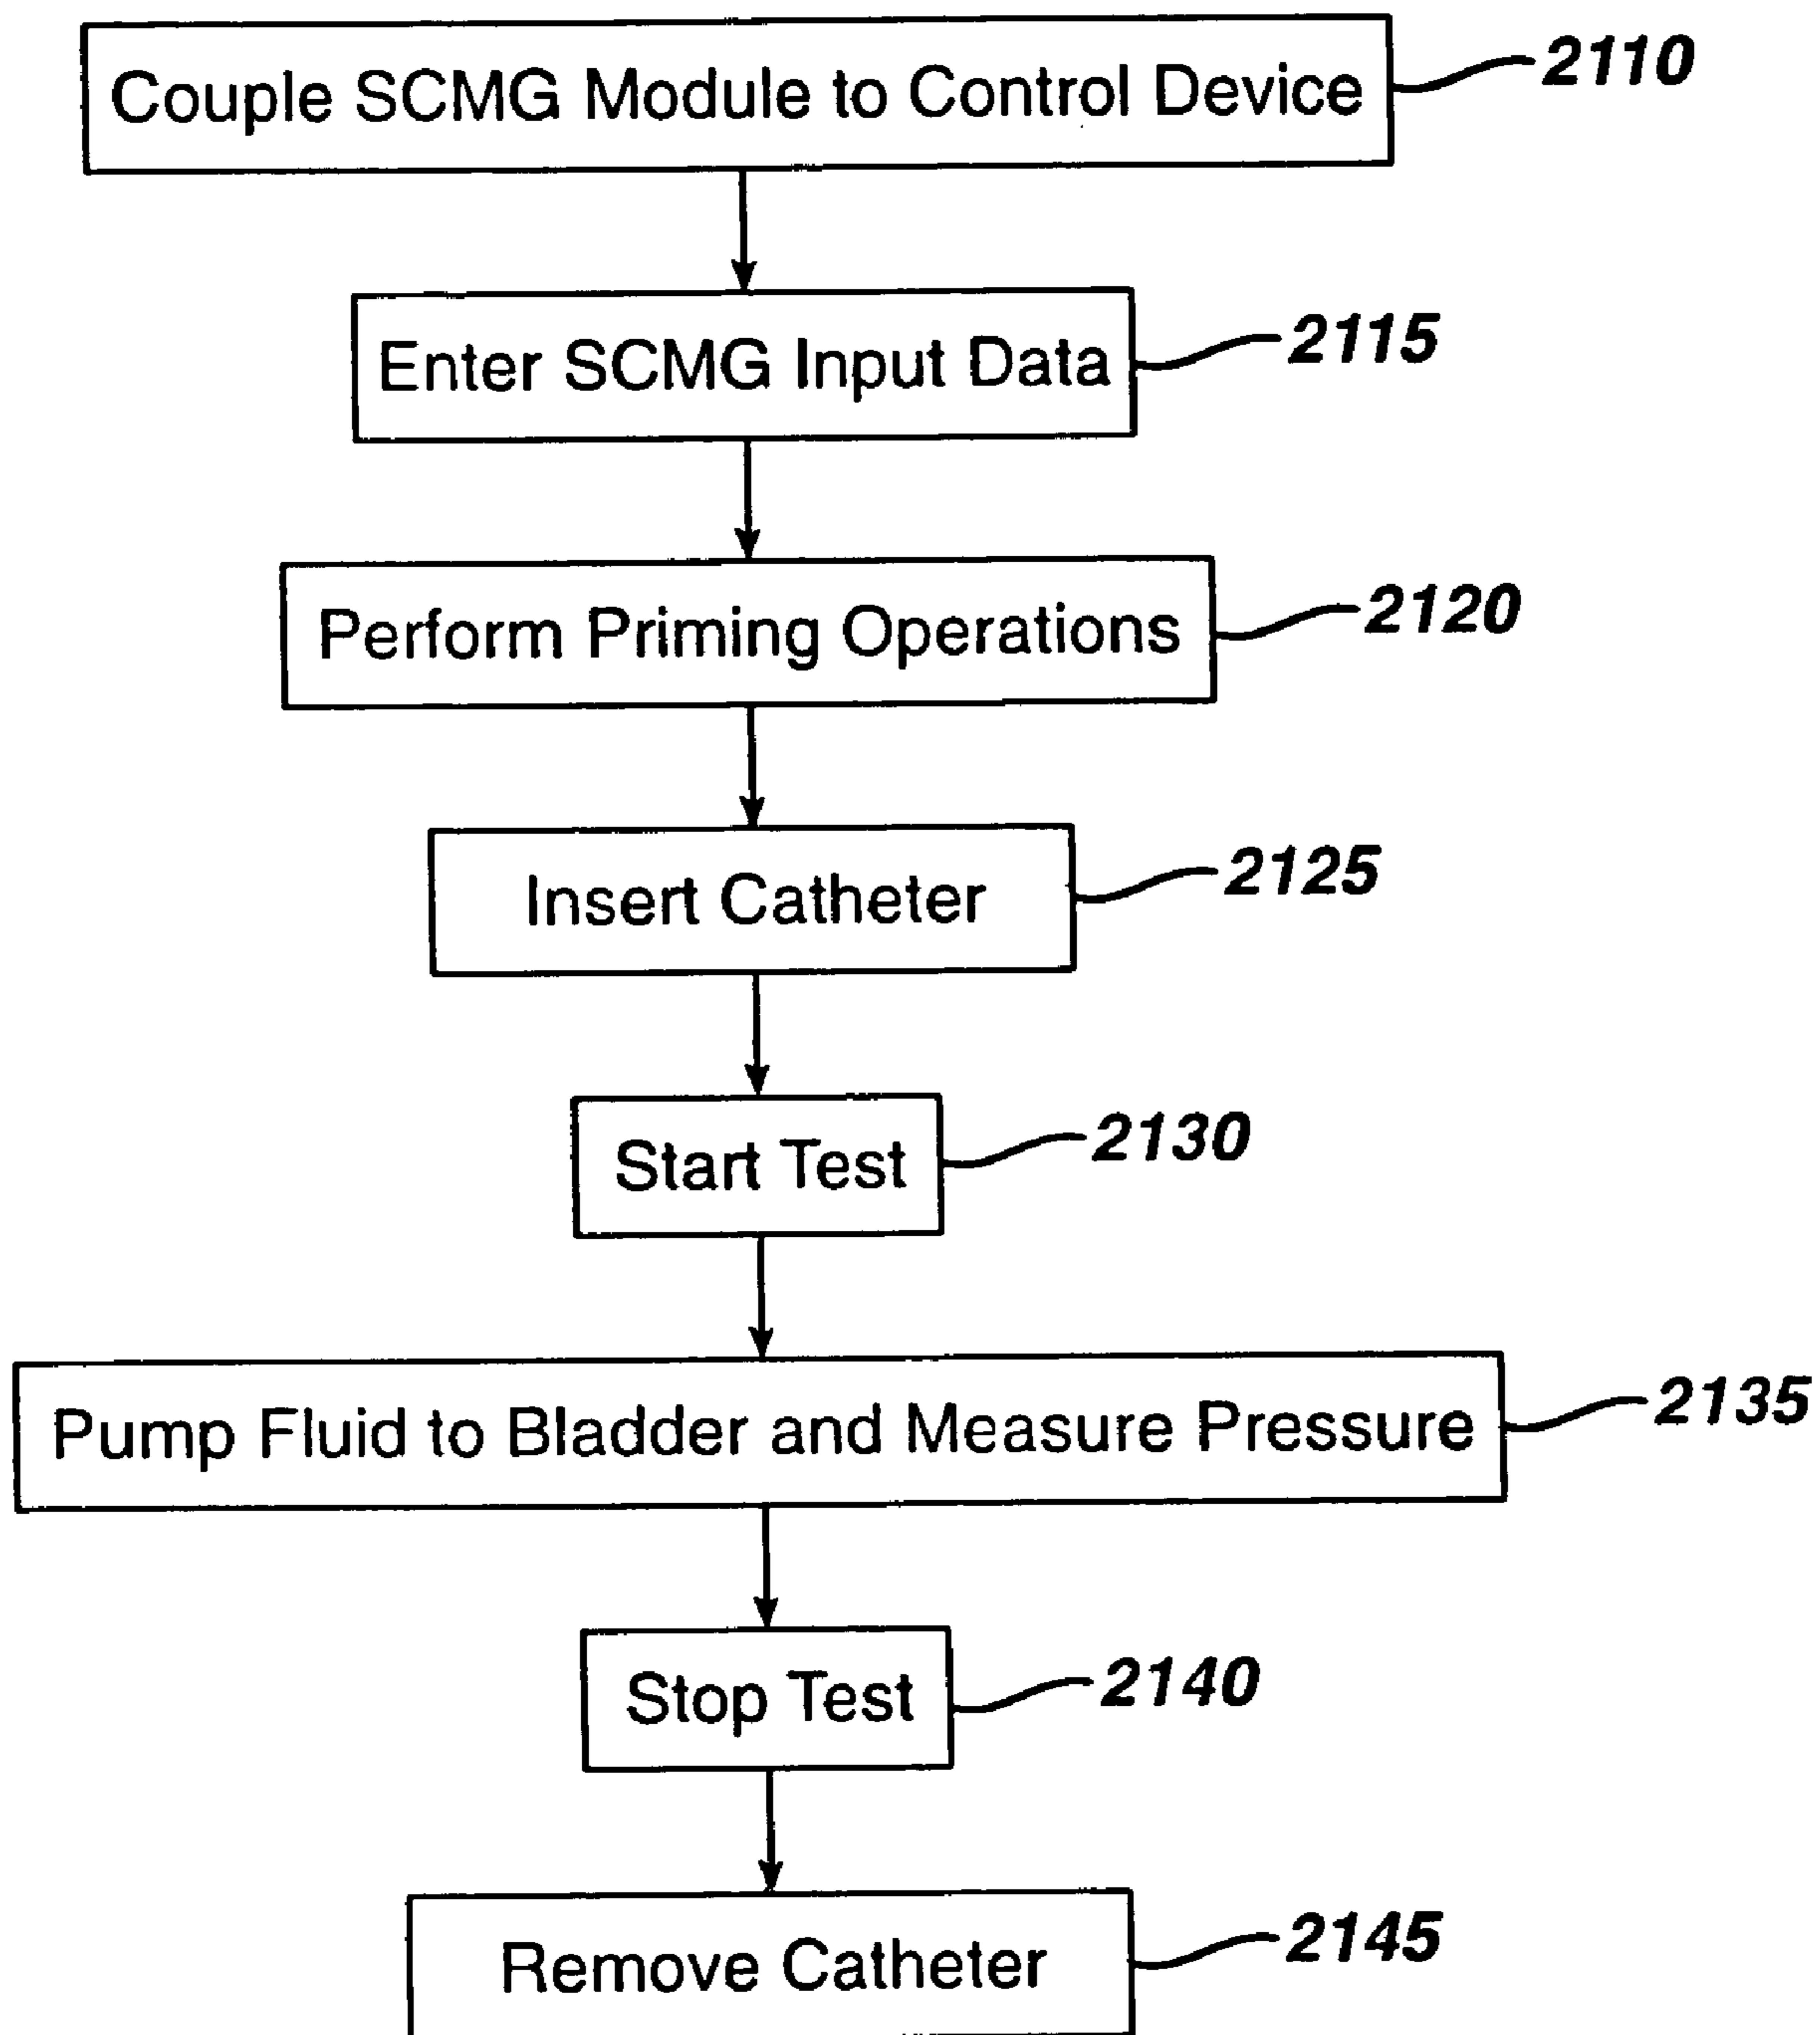 Couple SCMG Module to Control Device 2110
Enter SCMG Input Data 2115
Perform Priming Operations 2120
Insert Catheter 2125
Start Test 2130
Pump Fluid to Bladder and Measure Pressure 2135
Stop Test 2140
Remove Catheter 2145